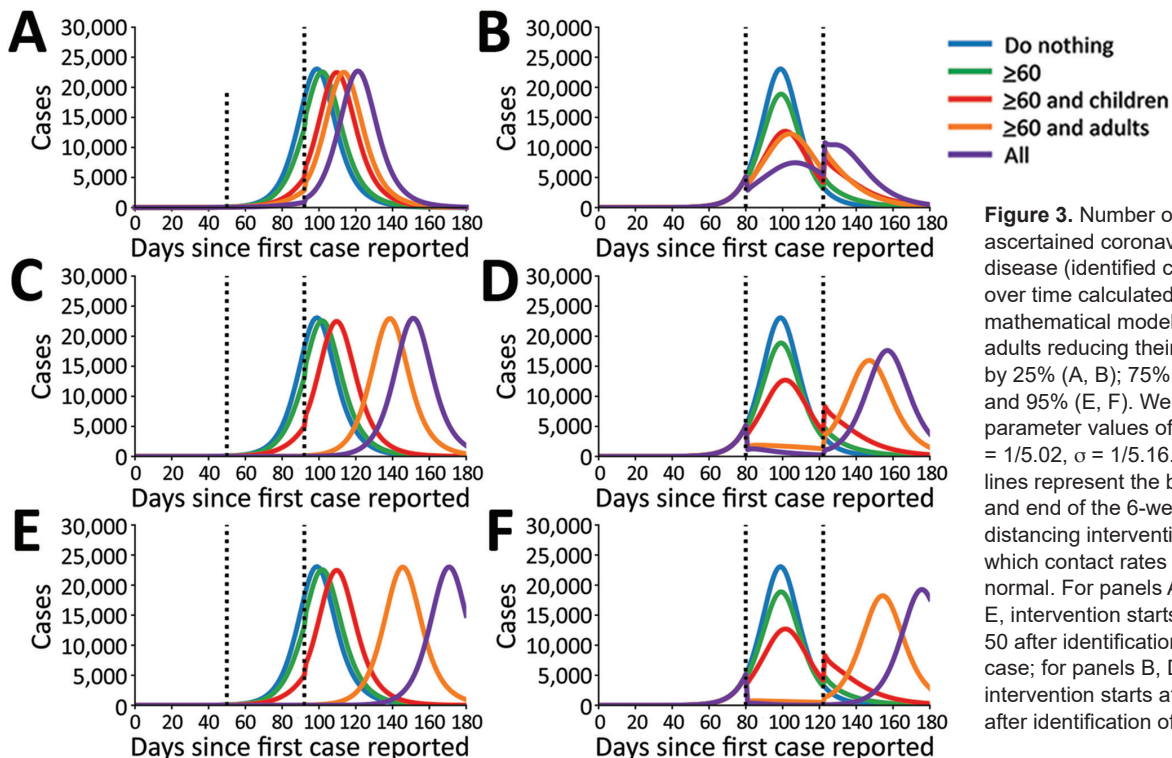 A
30,000
25,000
20,000
15,000
10,000
5,000
0
Cases
0 20 40 60 80 100 120 140 160 180
Days since first case reported
B
30,000
25,000
20,000
15,000
10,000
5,000
0
Cases
0 20 40 60 80 100 120 140 160 180
Days since first case reported
Do nothing
≥60
≥60 and children
≥60 and adults
All
C
30,000
25,000
20,000
15,000
10,000
5,000
0
Cases
0 20 40 60 80 100 120 140 160 180
Days since first case reported
D
30,000
25,000
20,000
15,000
10,000
5,000
0
Cases
0 20 40 60 80 100 120 140 160 180
Days since first case reported
E
30,000
25,000
20,000
15,000
10,000
5,000
0
Cases
0 20 40 60 80 100 120 140 160 180
Days since first case reported
F
30,000
25,000
20,000
15,000
10,000
5,000
0
Cases
0 20 40 60 80 100 120 140 160 180
Days since first case reported
Figure 3. Number o
ascertained coronav
disease (identified c
over time calculated
mathematical model
adults reducing their
by 25% (A, B); 75%
and 95% (E, F). We
parameter values of
= 1/5.02, σ = 1/5.16.
lines represent the b
and end of the 6-we
distancing interventi
which contact rates
normal. For panels A
E, intervention starts
50 after identification
case; for panels B, D
intervention starts at
after identification of